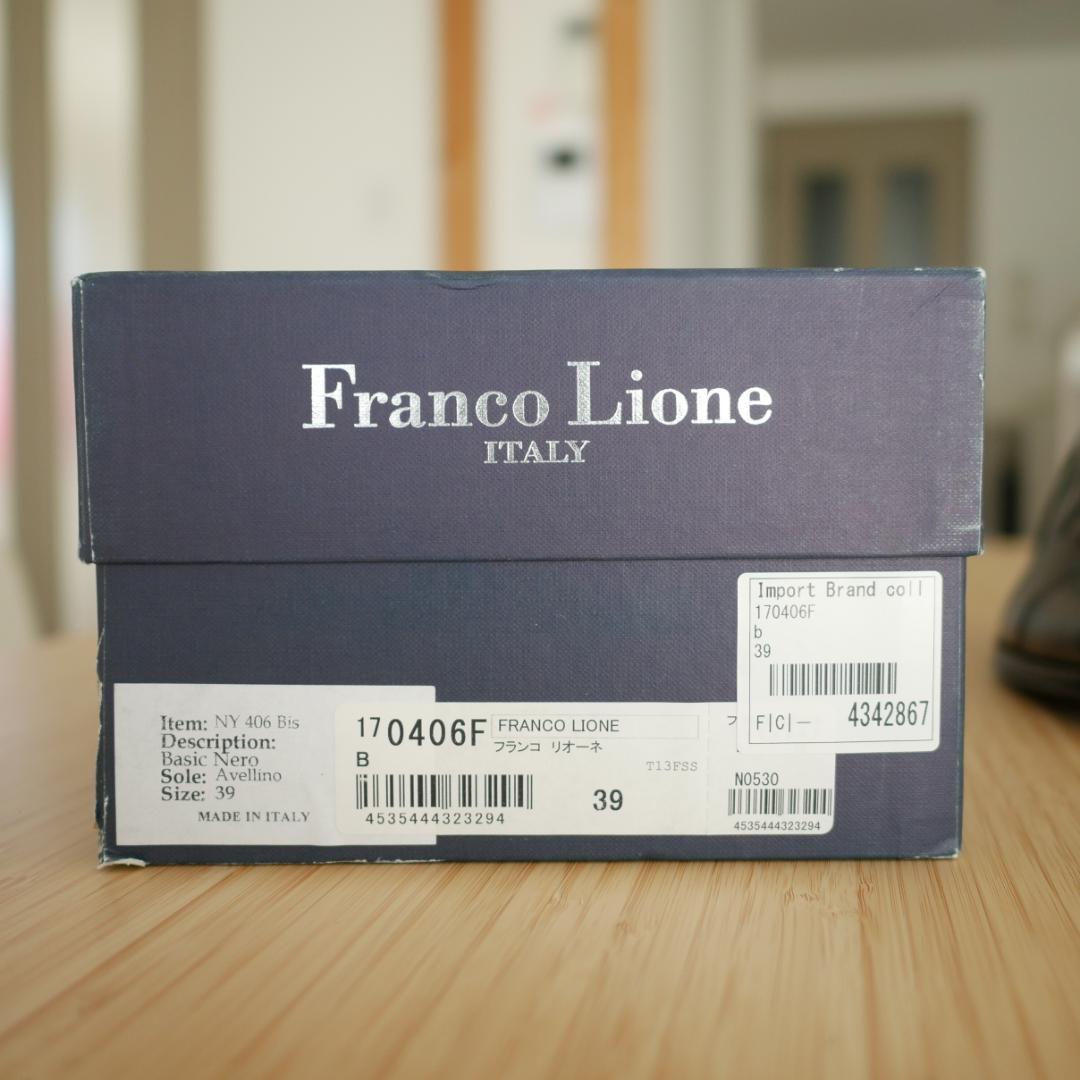 Franco Lione
ITALY
Import Brand coll
170406F
b
39
F|C|—
4342867
Item: NY 406 Bis
Description:
Basic Nero
Sole: Avellino
Size: 39
MADE IN ITALY
170406F
FRANCO LIONE
フランコ リオーネ
B
T13FSS
39
4535444323294
フ
N0530
4535444323294